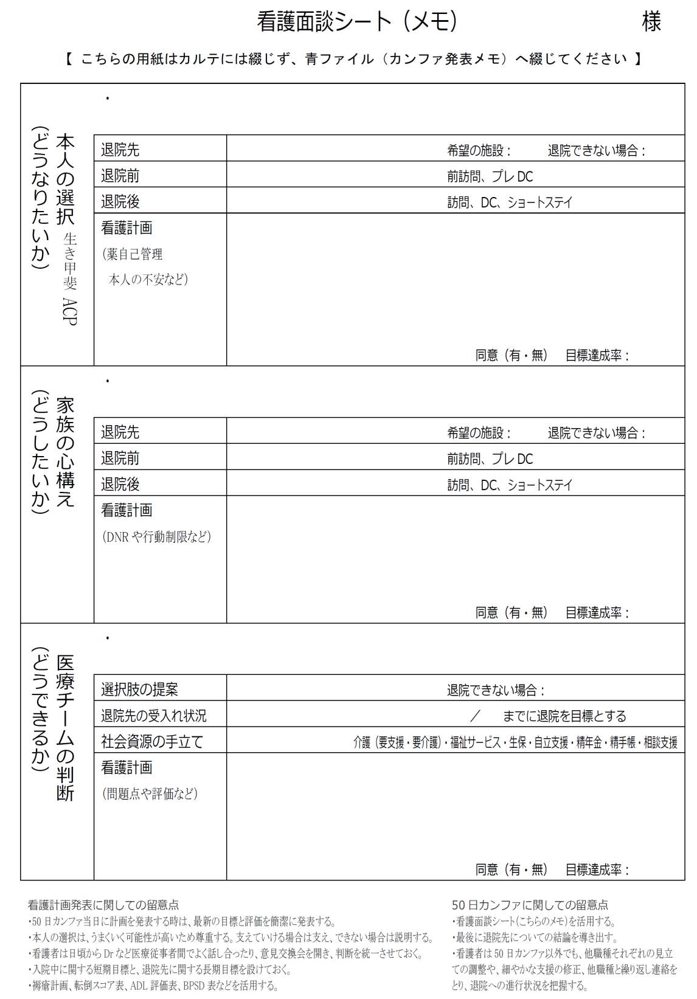 看護面談シート（メモ） 様
【 こちらの用紙はカルテには綴じず、青ファイル（カンファ発表メモ）へ綴じてください 】
本人の選択 生き甲斐 ACP
（どうなりたいか）
・
退院先 希望の施設： 退院できない場合：
退院前 前訪問、プレ DC
退院後 訪問、DC、ショートステイ
看護計画
（薬自己管理
本人の不安など）
同意（有・無） 目標達成率：
家族の心構え
（どうしたいか）
・
退院先 希望の施設： 退院できない場合：
退院前 前訪問、プレ DC
退院後 訪問、DC、ショートステイ
看護計画
（DNR や行動制限など）
同意（有・無） 目標達成率：
医療チームの判断
（どうできるか）
・
選択肢の提案 退院できない場合：
退院先の受入れ状況 ／ までに退院を目標とする
社会資源の手立て 介護（要支援・要介護）・福祉サービス・生保・自立支援・精年金・精手帳・相談支援
看護計画
（問題点や評価など）
同意（有・無） 目標達成率：
看護計画発表に関しての留意点
・50 日カンファ当日に計画を発表する時は、最新の目標と評価を簡潔に発表する。
・本人の選択は、うまくいく可能性が高いため尊重する。支えていける場合は支え、できない場合は説明する。
・看護者は日頃から Dr など医療従事者間でよく話し合ったり、意見交換会を開き、判断を統一させておく。
・入院中に関する短期目標と、退院先に関する長期目標を設けておく。
・褥瘡計画、転倒スコア表、ADL 評価表、BPSD 表などを活用する。
50 日カンファに関しての留意点
・看護面談シート（こちらのメモ）を活用する。
・最後に退院先についての結論を導き出す。
・看護者は 50 日カンファ以外でも、他職種それぞれの見立
ての調整や、細やかな支援の修正、他職種と繰り返し連絡を
とり、退院への進行状況を把握する。